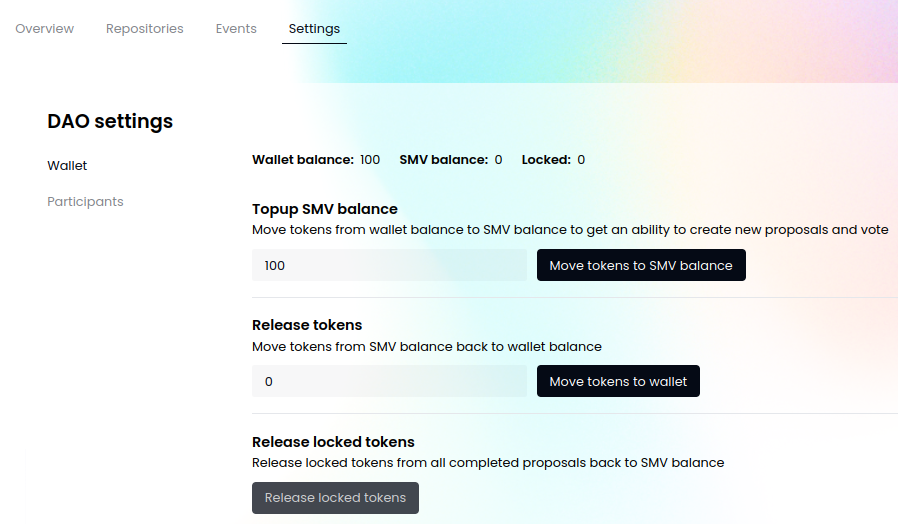 Overview Repositories Events Settings
DAO settings
Wallet
Participants
Wallet balance: 100 SMV balance: 0 Locked: 0
Topup SMV balance
Move tokens from wallet balance to SMV balance to get an ability to create new proposals and vote
100 Move tokens to SMV balance
Release tokens
Move tokens from SMV balance back to wallet balance
0 Move tokens to wallet
Release locked tokens
Release locked tokens from all completed proposals back to SMV balance
Release locked tokens